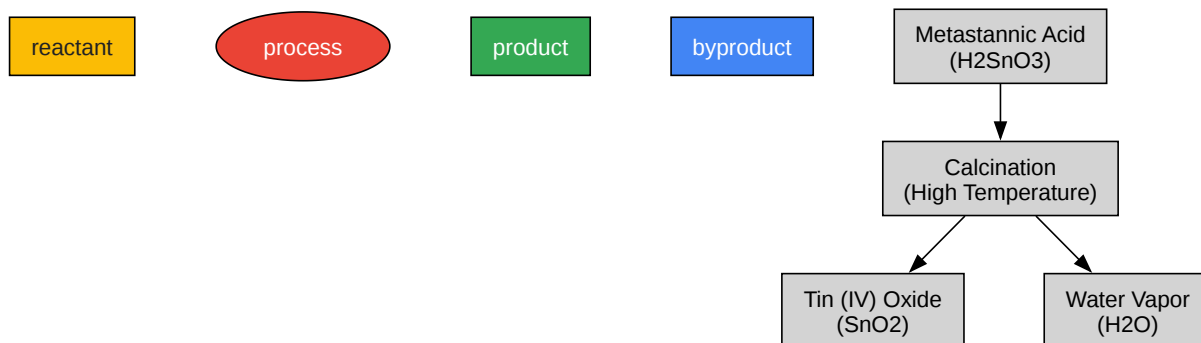 reactant
process
product
byproduct
Metastannic Acid
(H2SnO3)
Calcination
(High Temperature)
Tin (IV) Oxide
(SnO2)
Water Vapor
(H2O)